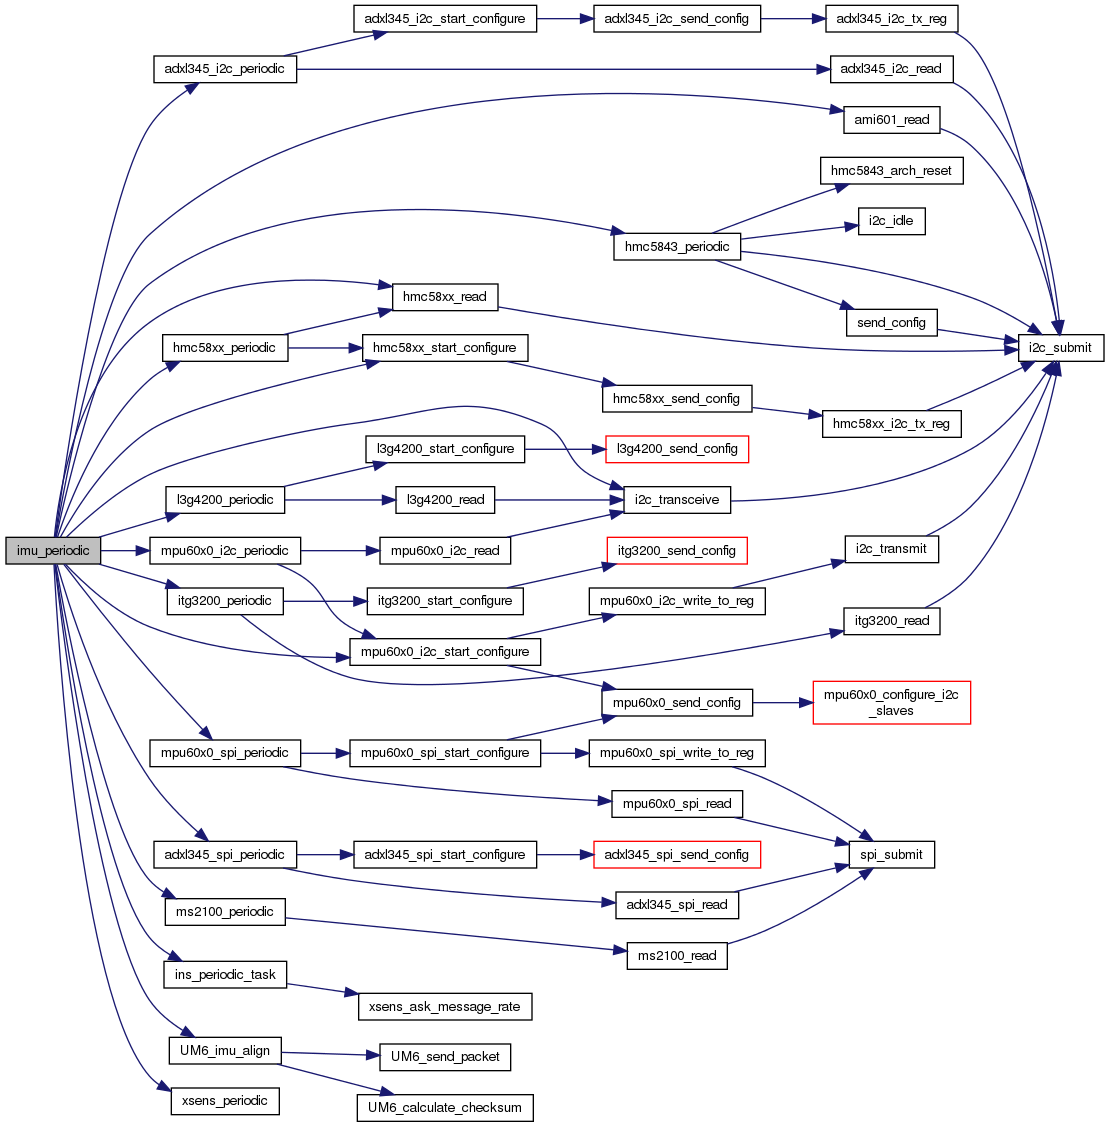 adxl345_i2c_start_configure
adxl345_i2c_send_config
adxl345_i2c_tx_reg
adxl345_i2c_periodic
adxl345_i2c_read
ami601_read
hmc5843_arch_reset
i2c_idle
hmc5843_periodic
hmc58xx_read
send_config
hmc58xx_periodic
hmc58xx_start_configure
i2c_submit
hmc58xx_send_config
hmc58xx_i2c_tx_reg
l3g4200_start_configure
l3g4200_send_config
l3g4200_periodic
l3g4200_read
i2c_transceive
imu_periodic
mpu60x0_i2c_periodic
mpu60x0_i2c_read
itg3200_send_config
i2c_transmit
itg3200_periodic
itg3200_start_configure
mpu60x0_i2c_write_to_reg
itg3200_read
mpu60x0_i2c_start_configure
mpu60x0_send_config
mpu60x0_configure_i2c
_slaves
mpu60x0_spi_periodic
mpu60x0_spi_start_configure
mpu60x0_spi_write_to_reg
mpu60x0_spi_read
adxl345_spi_periodic
adxl345_spi_start_configure
adxl345_spi_send_config
spi_submit
adxl345_spi_read
ms2100_periodic
ms2100_read
ins_periodic_task
xsens_ask_message_rate
UM6_imu_align
UM6_send_packet
xsens_periodic
UM6_calculate_checksum